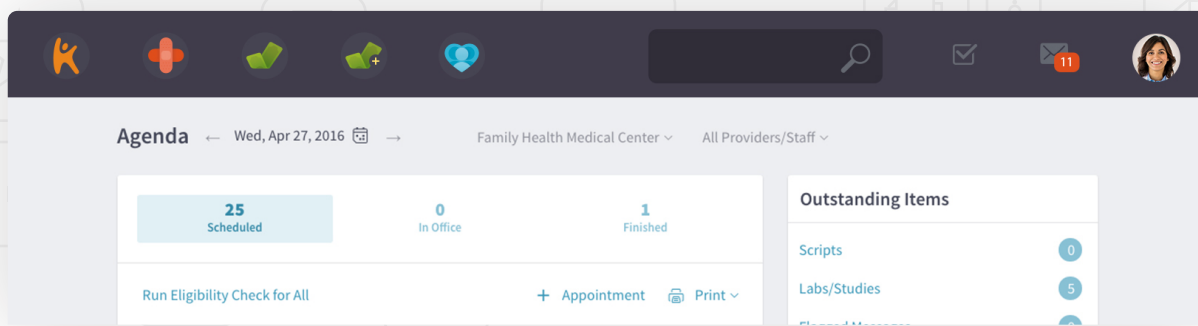 11
Agenda ← Wed, Apr 27, 2016 → Family Health Medical Center All Providers/Staff
25 0 1
Scheduled In Office Finished
Run Eligibility Check for All + Appointment Print
Outstanding Items
Scripts 0
Labs/Studies 5